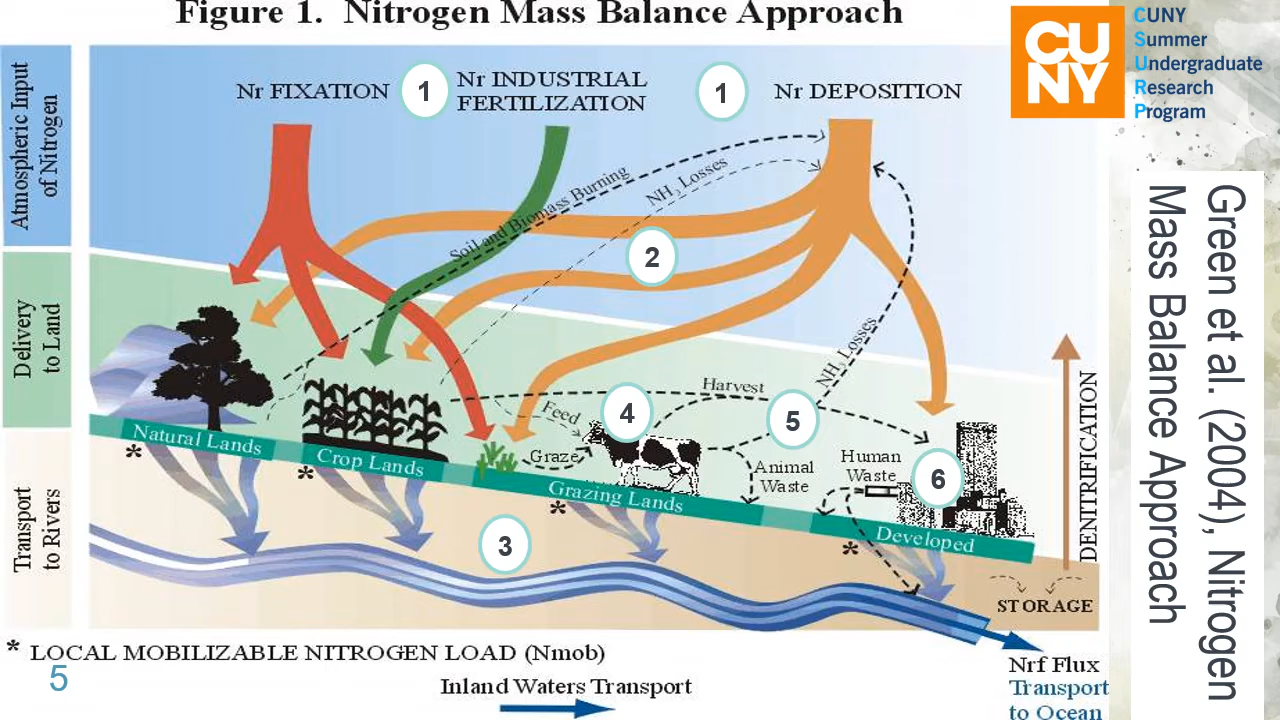 Figure 1. Nitrogen Mass Balance Approach
CU
NY
CUNY
Summer
Undergraduate
Research
Program
Green et al. (2004), Nitrogen
Mass Balance Approach
Atmospheric Input
of Nitrogen
Delivery
to Land
Transport
to Rivers
Nr FIXATION
1
Nr INDUSTRIAL
FERTILIZATION
1
Nr DEPOSITION
Soil and Biomass Burning
NH3 Losses
2
NH3 Losses
Harvest
Feed
4
5
Graze
Animal
Waste
Human
Waste
6
Natural Lands
Crop Lands
Grazing Lands
Developed
*
*
*
*
3
DENITRIFICATION
STORAGE
* LOCAL MOBILIZABLE NITROGEN LOAD (Nmob)
5
Inland Waters Transport
Nrf Flux
Transport
to Ocean